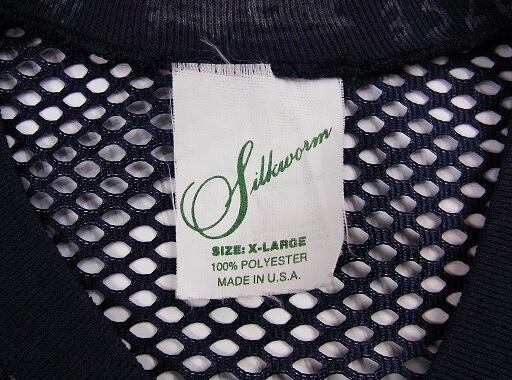 Silkworm
SIZE: X-LARGE
100% POLYESTER
MADE IN U.S.A.